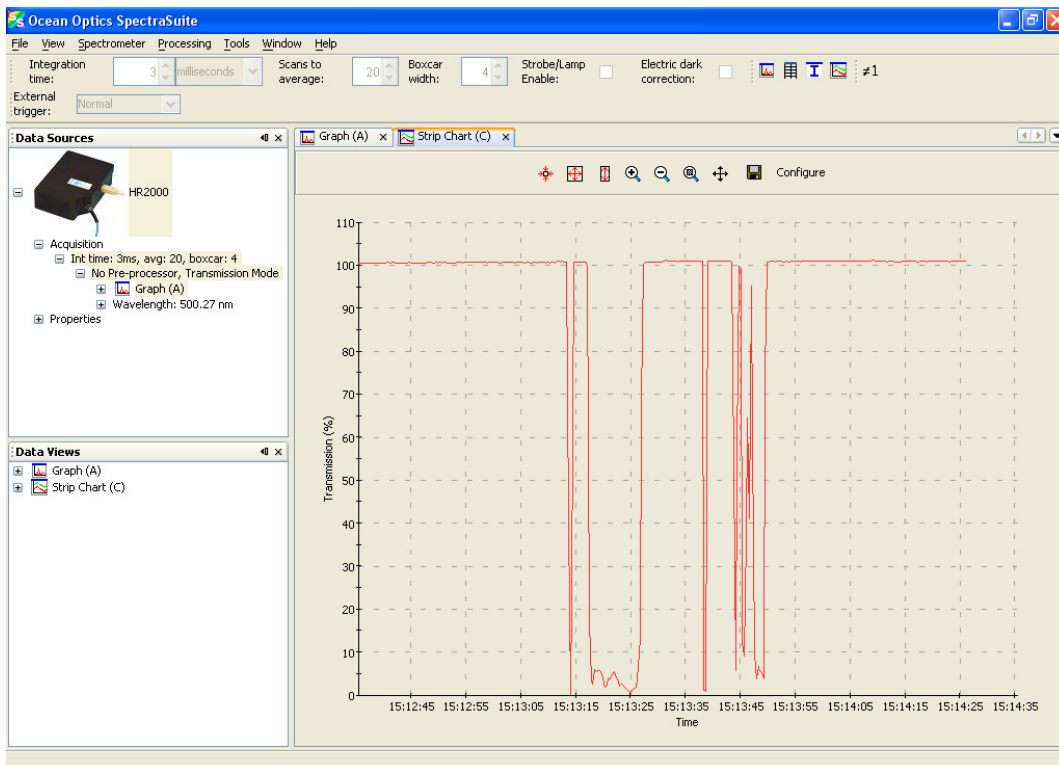 Ocean Optics SpectraSuite
File View Spectrometer Processing Tools Window Help
Integration time: 3 milliseconds Scans to average: 20 Boxcar width: 4 Strobe/Lamp Enable: Electric dark correction: ≠1
External trigger: Normal
Data Sources
HR2000
Acquisition
Int time: 3ms, avg: 20, boxcar: 4
No Pre-processor, Transmission Mode
Graph (A)
Wavelength: 500.27 nm
Properties
Data Views
Graph (A)
Strip Chart (C)
Graph (A) Strip Chart (C)
Configure
110
100
90
80
70
60
50
40
30
20
10
0
Transmission (%)
15:12:45 15:12:55 15:13:05 15:13:15 15:13:25 15:13:35 15:13:45 15:13:55 15:14:05 15:14:15 15:14:25 15:14:35
Time